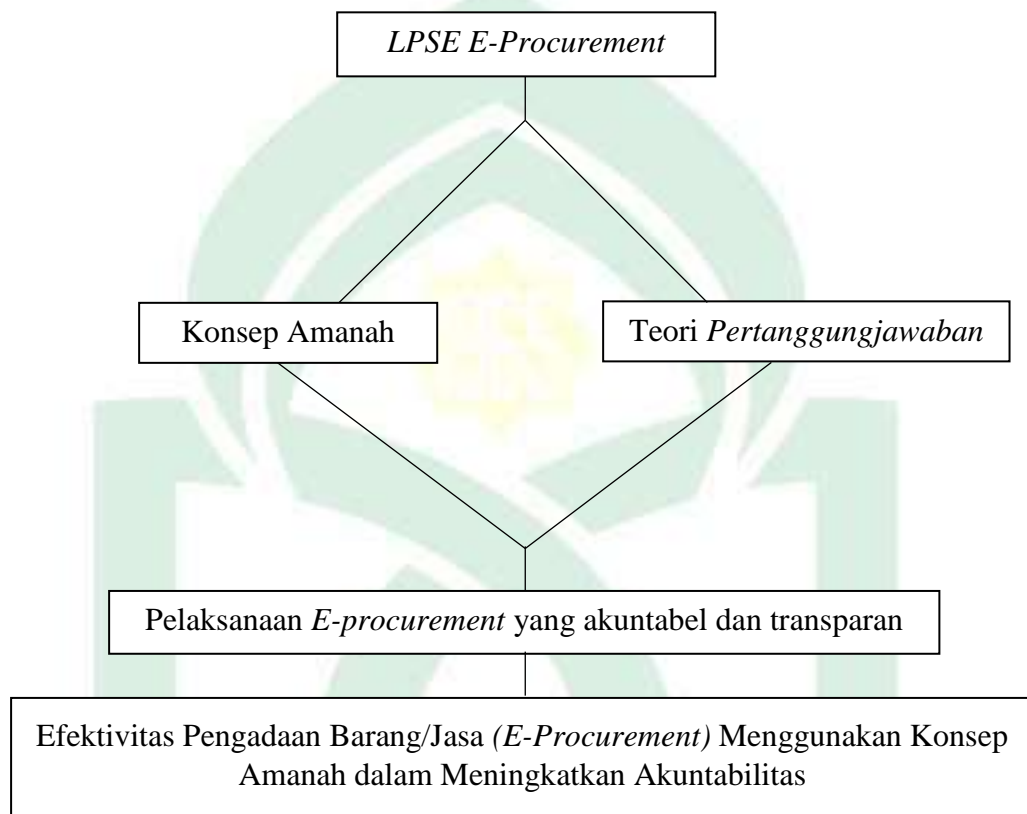 LPSE E-Procurement
Konsep Amanah
Teori Pertanggungjawaban
Pelaksanaan E-procurement yang akuntabel dan transparan
Efektivitas Pengadaan Barang/Jasa (E-Procurement) Menggunakan Konsep
Amanah dalam Meningkatkan Akuntabilitas